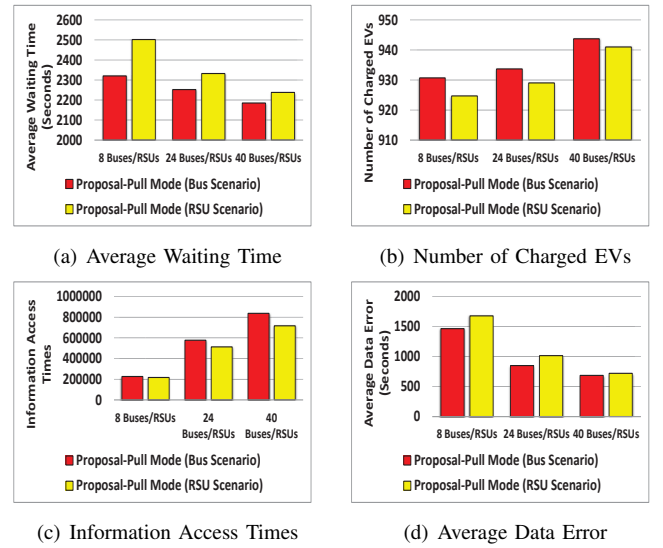 2600
2500
2400
2300
2200
2100
2000
Average Waiting Time
(Seconds)
8 Buses/RSUs 24 Buses/RSUs 40 Buses/RSUs
Proposal-Pull Mode (Bus Scenario)
Proposal-Pull Mode (RSU Scenario)
(a) Average Waiting Time
950
940
930
920
910
Number of Charged EVs
8 Buses/RSUs 24 Buses/RSUs 40 Buses/RSUs
Proposal-Pull Mode (Bus Scenario)
Proposal-Pull Mode (RSU Scenario)
(b) Number of Charged EVs
1000000
800000
600000
400000
200000
0
Information Access
Times
8 Buses/RSUs 24 40
Buses/RSUs Buses/RSUs
Proposal-Pull Mode (Bus Scenario)
Proposal-Pull Mode (RSU Scenario)
(c) Information Access Times
2000
1500
1000
500
0
Average Data Error
(Seconds)
8 Buses/RSUs 24 Buses/RSUs 40 Buses/RSUs
Proposal-Pull Mode (Bus Scenario)
Proposal-Pull Mode (RSU Scenario)
(d) Average Data Error